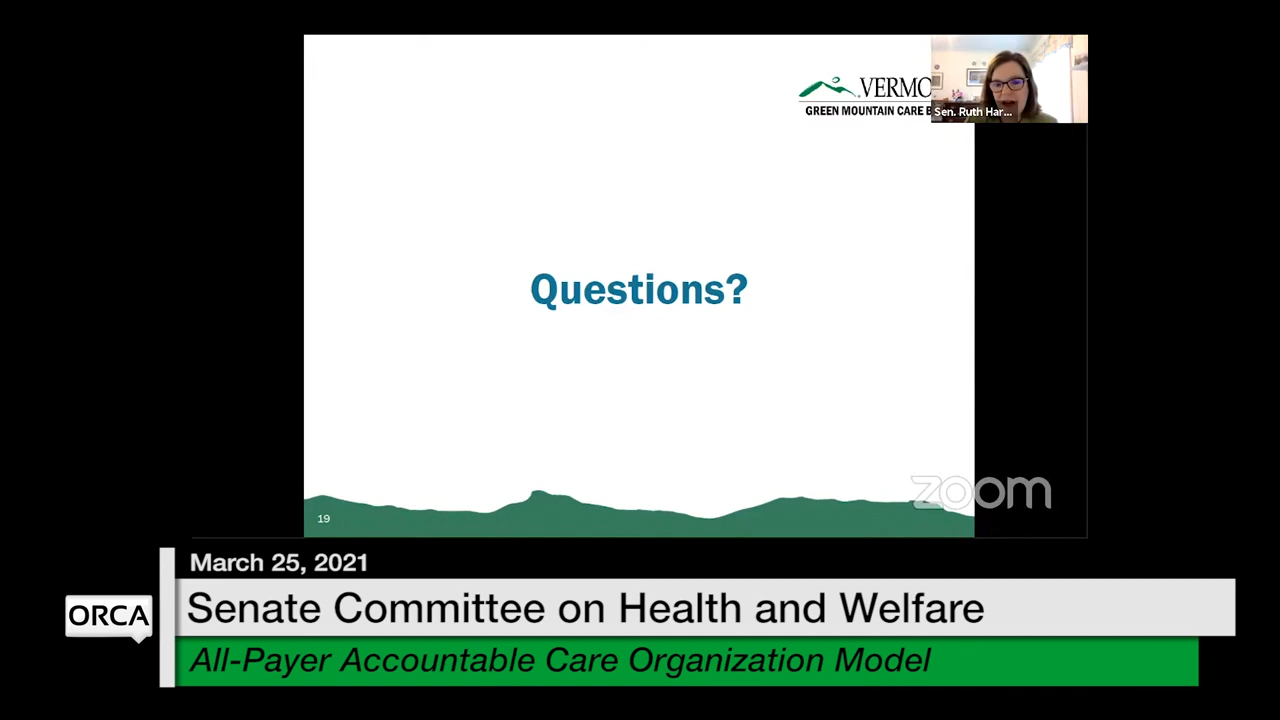 VERMO
GREEN MOUNTAIN CARE B
Sen. Ruth Har...
Questions?
zoom
19
March 25, 2021
ORCA
Senate Committee on Health and Welfare
All-Payer Accountable Care Organization Model